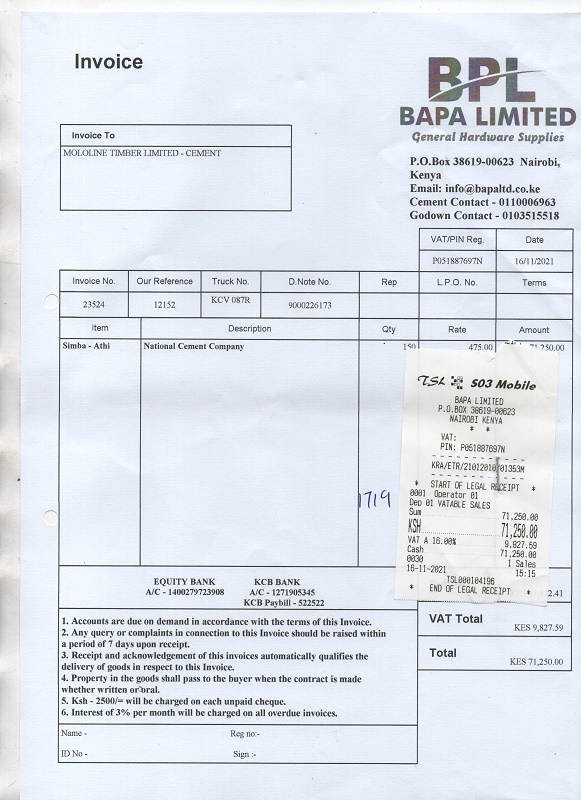 Invoice
BPL
BAPA LIMITED
General Hardware Supplies
P.O.Box 38619-00623 Nairobi,
Kenya
Email: info@bapaltd.co.ke
Cement Contact - 0110006963
Godown Contact - 0103515518
Invoice To
MOLOLINE TIMBER LIMITED - CEMENT
VAT/PIN Reg. Date
P051887697N 16/11/2021
Invoice No. Our Reference Truck No. D.Note No. Rep L.P.O. No. Terms
23524 12152 KCV 087R 9000226173
Item Description Qty Rate Amount
Simba - Athi National Cement Company 150 475.00 71,250.00
TSL S03 Mobile
BAPA LIMITED
P.O.BOX 38619-00623
NAIROBI KENYA
* *
VAT:
PIN: P051887697N
KRA/ETR/21012010/01353M
* START OF LEGAL RECEIPT *
0001 Operator 01
Dep 01 VATABLE SALES
Sum 71,250.00
KSH 71,250.00
VAT A 16.00% 9,827.59
Cash 71,250.00
0030 1 Sales
16-11-2021 15:15
TSL000104196
* END OF LEGAL RECEIPT *
1719
EQUITY BANK KCB BANK
A/C - 1400279723908 A/C - 1271905345
KCB Paybill - 522522
2.41
VAT Total KES 9,827.59
Total KES 71,250.00
1. Accounts are due on demand in accordance with the terms of this Invoice.
2. Any query or complaints in connection to this Invoice should be raised within
a period of 7 days upon receipt.
3. Receipt and acknowledgement of this invoices automatically qualifies the
delivery of goods in respect to this Invoice.
4. Property in the goods shall pass to the buyer when the contract is made
whether written or oral.
5. Ksh - 2500/= will be charged on each unpaid cheque.
6. Interest of 3% per month will be charged on all overdue invoices.
Name - Reg no:-
ID No - Sign :-